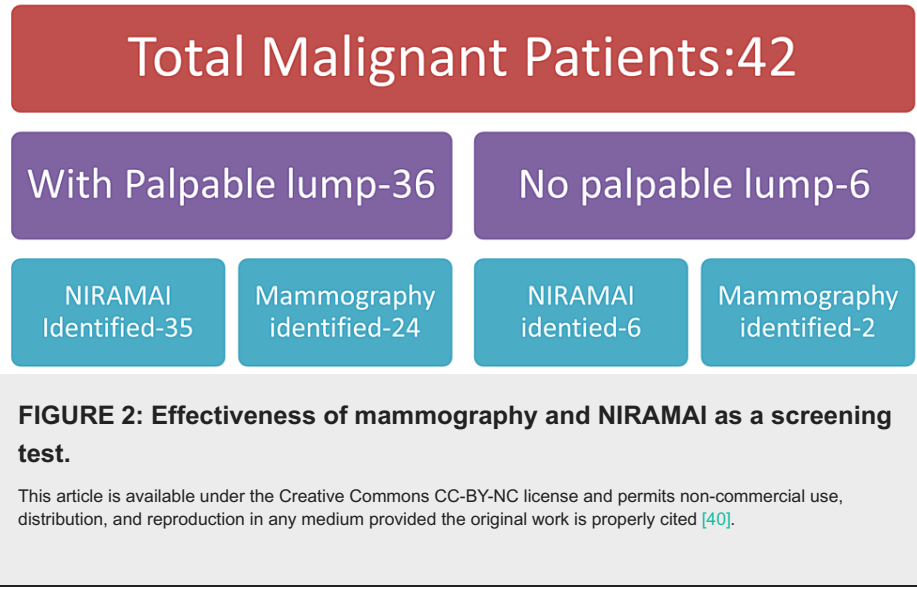 Total Malignant Patients:42
With Palpable lump-36
No palpable lump-6
NIRAMAI
Identified-35
Mammography
identified-24
NIRAMAI
identied-6
Mammography
identified-2
FIGURE 2: Effectiveness of mammography and NIRAMAI as a screening
test.
This article is available under the Creative Commons CC-BY-NC license and permits non-commercial use,
distribution, and reproduction in any medium provided the original work is properly cited [40].